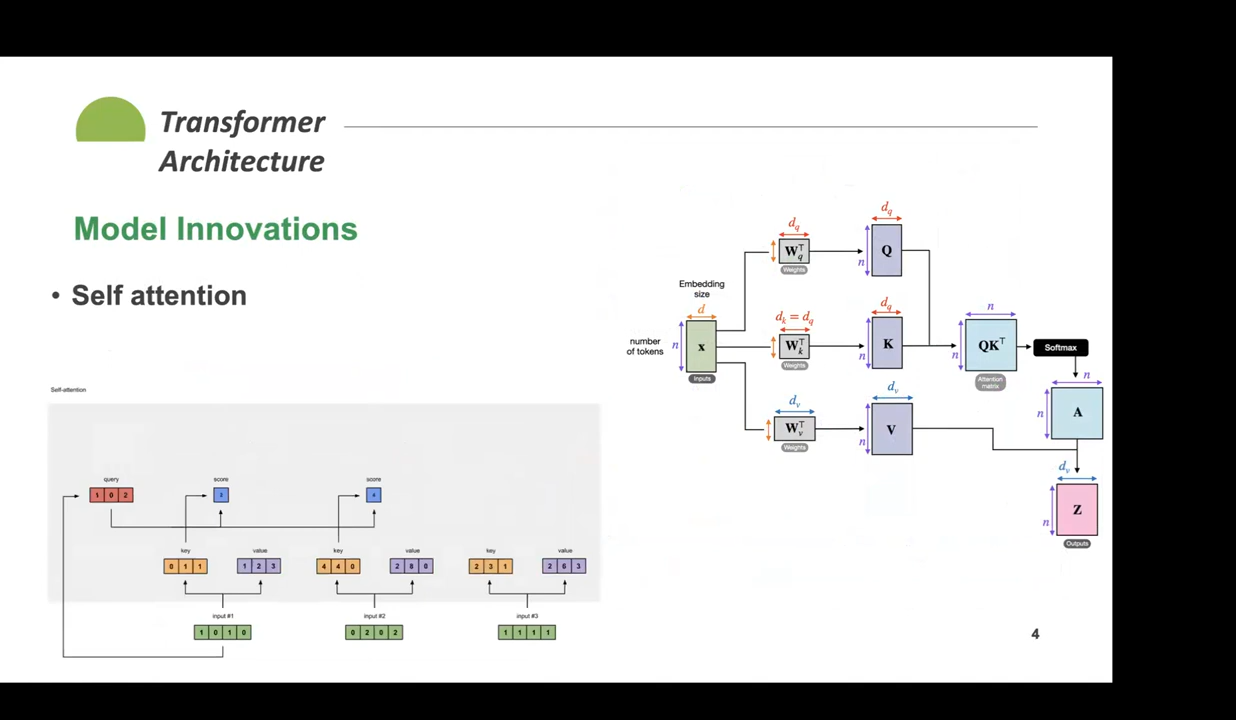 Transformer
Architecture
Model Innovations
• Self attention
Self-attention
query
1 0 2
score
score
4
key
0 1 1
value
1 2 3
key
4 4 0
value
2 8 0
key
2 3 1
value
2 6 3
input #1
1 0 1 0
input #2
0 2 0 2
input #3
1 1 1 1
Embedding
size
d
number
of tokens
n
x
Inputs
d_q
W_q^T
Weights
d_q
n
Q
d_k = d_q
W_k^T
Weights
d_q
n
K
d_v
W_v^T
Weights
d_v
n
V
n
n
QK^T
Attention
matrix
Softmax
n
n
A
d_v
n
Z
Outputs
4